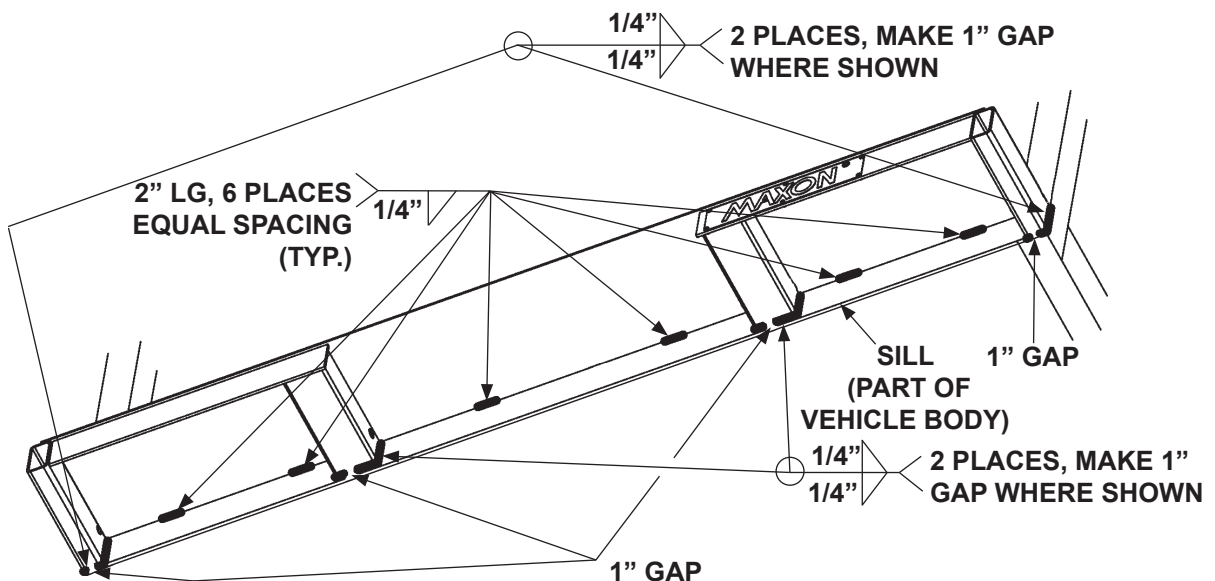 1/4”
1/4”
2 PLACES, MAKE 1” GAP
WHERE SHOWN
2” LG, 6 PLACES
EQUAL SPACING
(TYP.)
1/4”
MAXON
SILL
(PART OF
VEHICLE BODY)
1” GAP
1/4”
1/4”
2 PLACES, MAKE 1”
GAP WHERE SHOWN
1” GAP